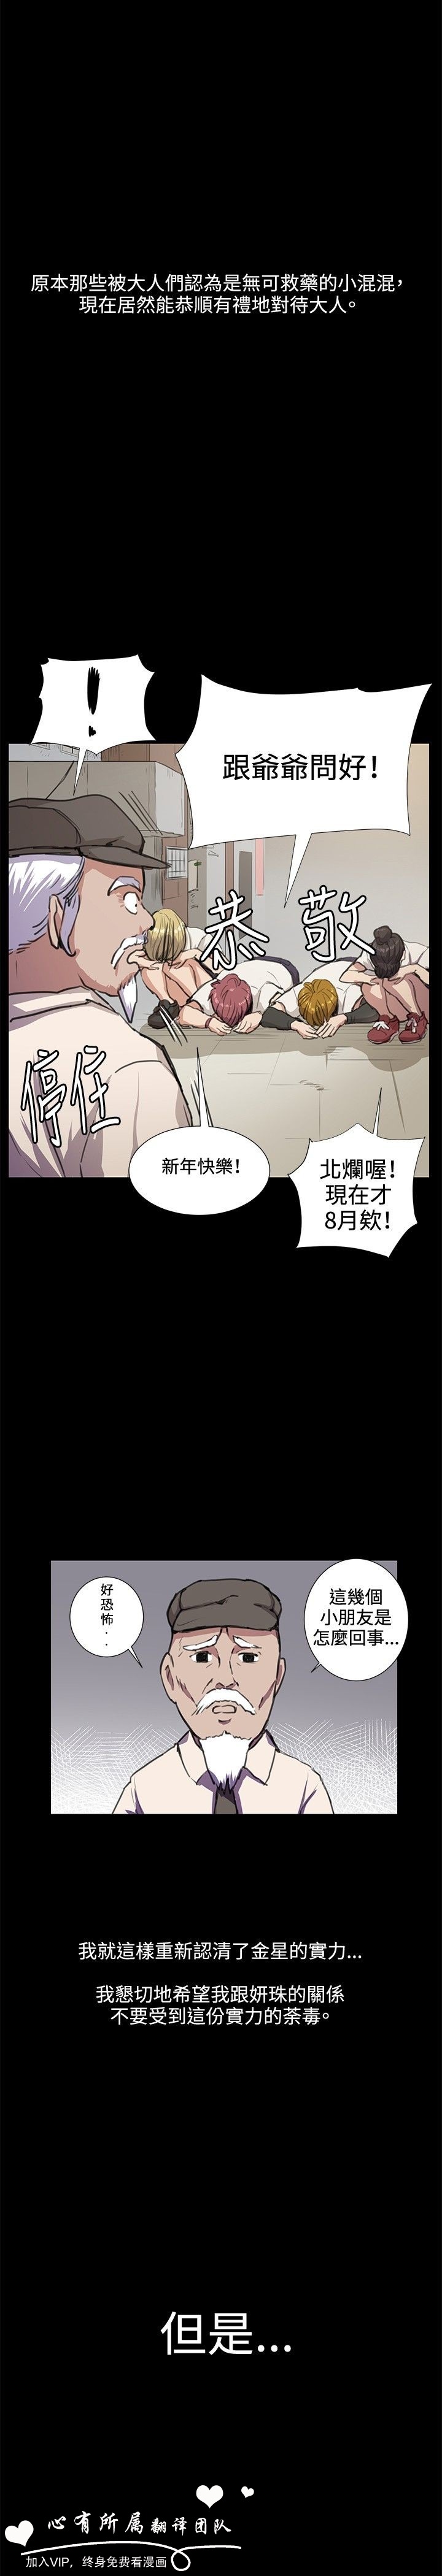 原本那些被大人們認為是無可救藥的小混混，
現在居然能恭順有禮地對待大人。
！
跟爺爺問好！
恭敬
停住
新年快樂！
北爛喔！
現在才
8月欸！
好恐怖..
這幾個
小朋友是
怎麼回事...
我就這樣重新認清了金星的實力...
我懇切地希望我跟妍珠的關係
不要受到這份實力的荼毒。
但是...
心有所属翻译团队
加入VIP，终身免费看漫画